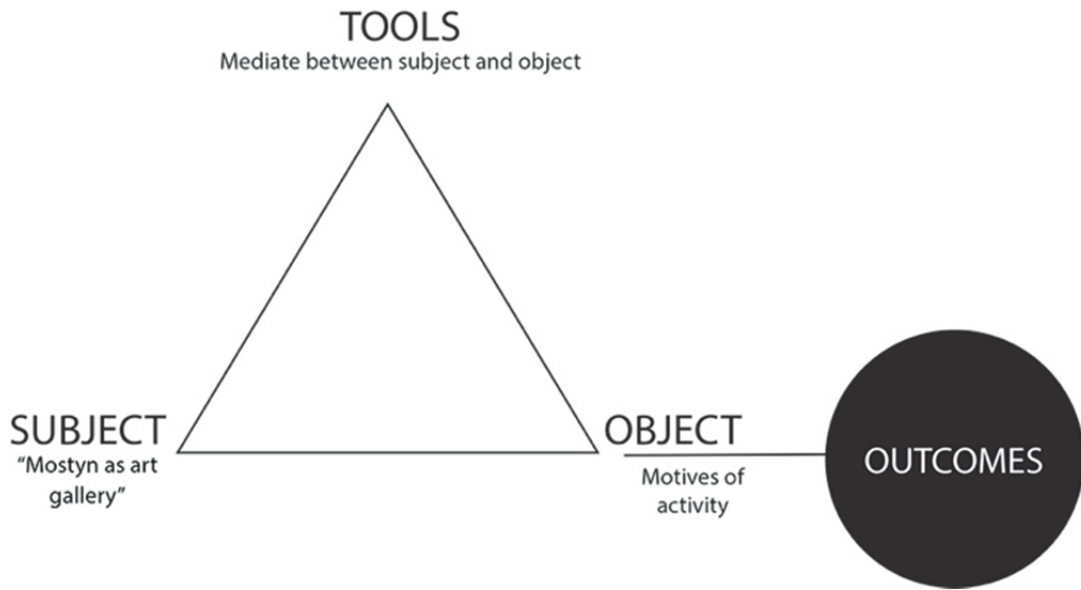 TOOLS
Mediate between subject and object
SUBJECT
“Mostyn as art
gallery”
OBJECT
Motives of
activity
OUTCOMES